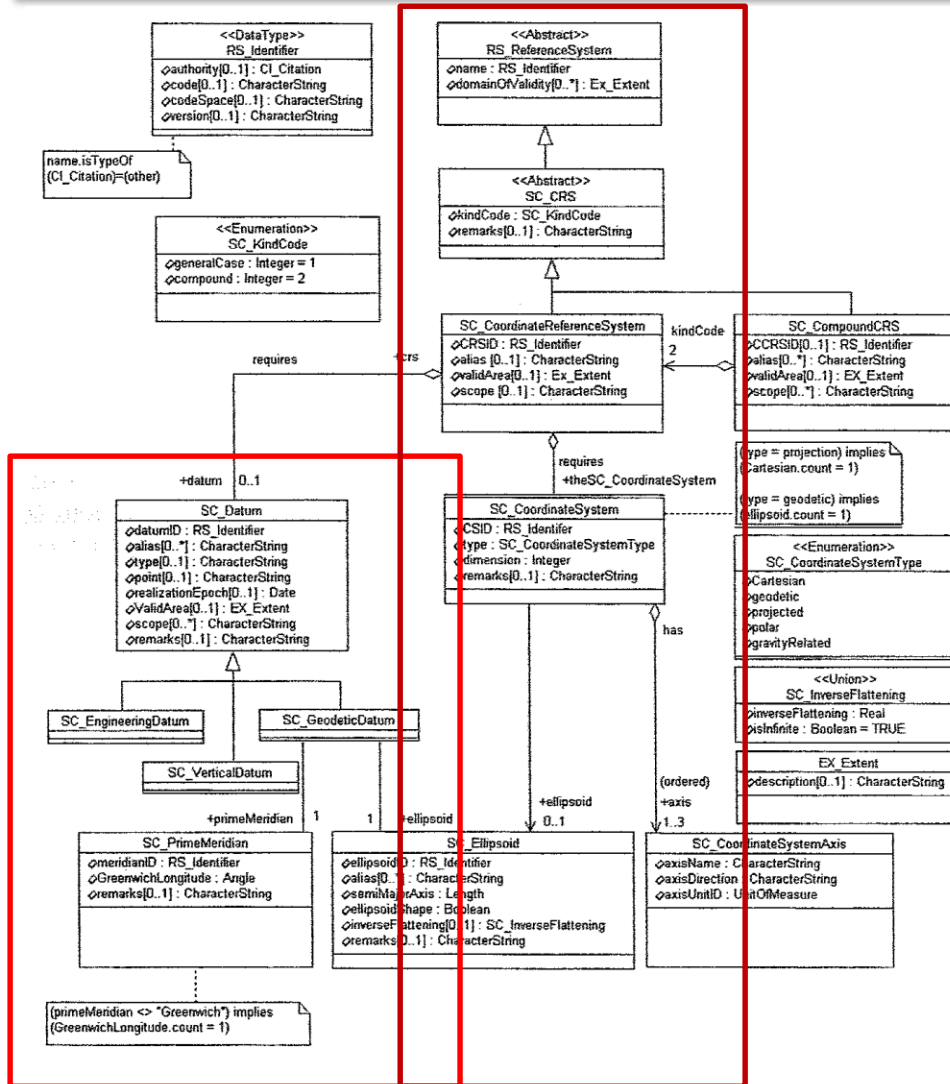 <<DataType>>
RS_Identifier
authority[0..1] : CI_Citation
code[0..1] : CharacterString
codeSpace[0..1] : CharacterString
version[0..1] : CharacterString
name.isTypeOf
(CI_Citation)=(other)
<<Enumeration>>
SC_KindCode
generalCase : Integer = 1
compound : Integer = 2
<<Abstract>>
RS_ReferenceSystem
name : RS_Identifier
domainOfValidity[0..*] : Ex_Extent
<<Abstract>>
SC_CRS
kindCode : SC_KindCode
remarks[0..1] : CharacterString
SC_CoordinateReferenceSystem
CRSID : RS_Identifier
alias [0..1] : CharacterString
validArea[0..1] : Ex_Extent
scope [0..1] : CharacterString
kindCode
2
SC_CompoundCRS
CCRSID[0..1] : RS_Identifier
alias[0..*] : CharacterString
validArea[0..1] : EX_Extent
scope[0..*] : CharacterString
requires
+crs
+datum
0..1
requires
+theSC_CoordinateSystem
(type = projection) implies
(Cartesian.count = 1)
(type = geodetic) implies
(ellipsoid.count = 1)
SC_Datum
datumID : RS_Identifier
alias[0..*] : CharacterString
type[0..1] : CharacterString
point[0..1] : CharacterString
realizationEpoch[0..1] : Date
ValidArea[0..1] : EX_Extent
scope[0..*] : CharacterString
remarks[0..1] : CharacterString
SC_CoordinateSystem
CSID : RS_Identifer
type : SC_CoordinateSystemType
dimension : Integer
remarks[0..1] : CharacterString
<<Enumeration>>
SC_CoordinateSystemType
Cartesian
geodetic
projected
polar
gravityRelated
has
<<Union>>
SC_InverseFlattening
inverseFlattening : Real
isInfinite : Boolean = TRUE
EX_Extent
description[0..1] : CharacterString
SC_EngineeringDatum
SC_GeodeticDatum
SC_VerticalDatum
+primeMeridian
1
1
+ellipsoid
+ellipsoid
0..1
{ordered}
+axis
1..3
SC_PrimeMeridian
meridianID : RS_Identifier
GreenwichLongitude : Angle
remarks[0..1] : CharacterString
SC_Ellipsoid
ellipsoidID : RS_Identifier
alias[0..*] : CharacterString
semiMajorAxis : Length
ellipsoidShape : Boolean
inverseFlattening[0..1] : SC_InverseFlattening
remarks[0..1] : CharacterString
SC_CoordinateSystemAxis
axisName : CharacterString
axisDirection : CharacterString
axisUnitID : UnitOfMeasure
(primeMeridian <> "Greenwich") implies
(GreenwichLongitude.count = 1)